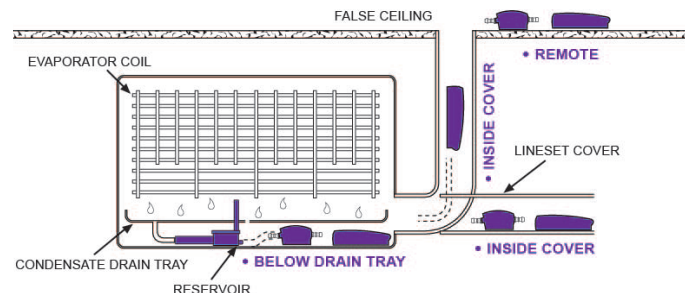 FALSE CEILING
• REMOTE
EVAPORATOR COIL
• INSIDE COVER
LINESET COVER
• INSIDE COVER
CONDENSATE DRAIN TRAY
• BELOW DRAIN TRAY
RESERVOIR